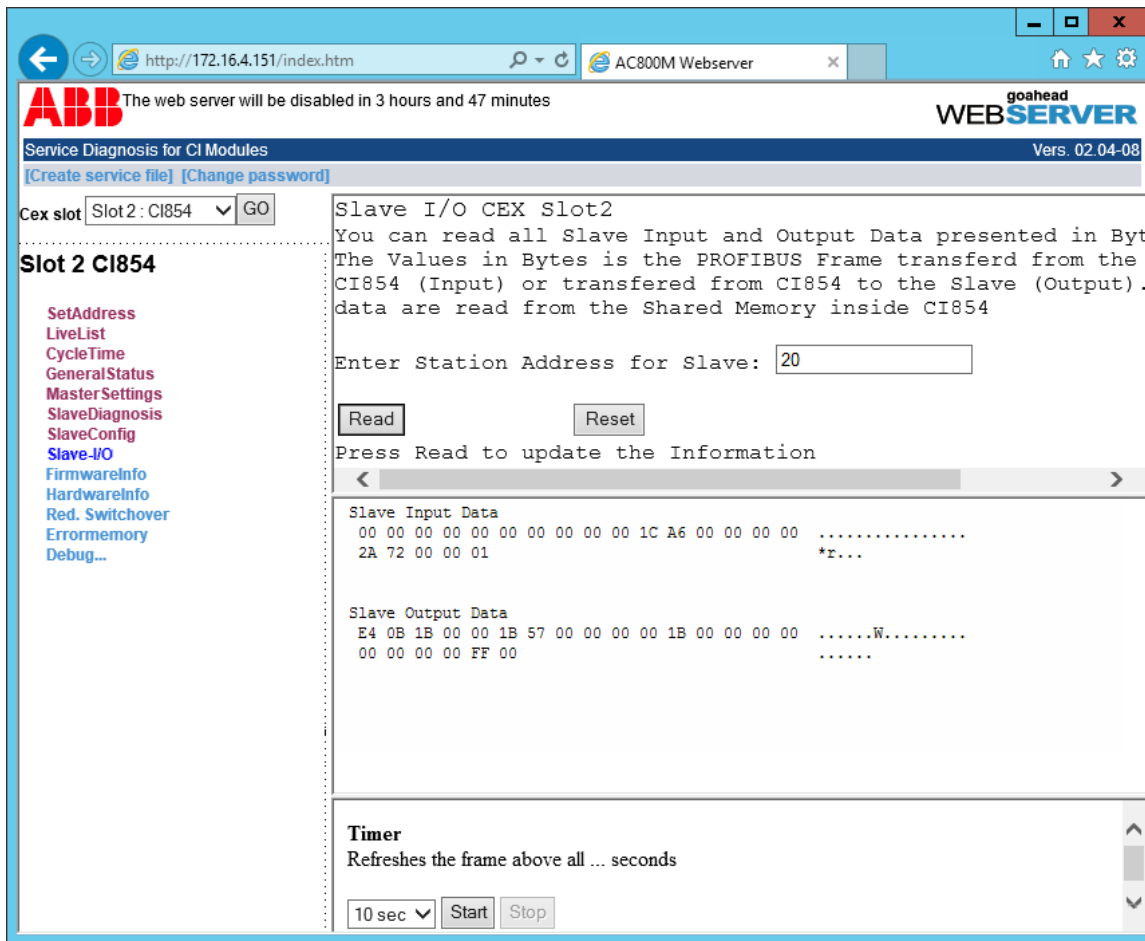 http://172.16.4.151/index.htm
AC800M Webserver
ABB The web server will be disabled in 3 hours and 47 minutes
goahead
WEBSERVER
Service Diagnosis for CI Modules Vers. 02.04-08
[Create service file] [Change password]
Cex slot Slot 2 : CI854 GO
Slot 2 CI854
SetAddress
LiveList
CycleTime
GeneralStatus
MasterSettings
SlaveDiagnosis
SlaveConfig
Slave-I/O
FirmwareInfo
HardwareInfo
Red. Switchover
Errormemory
Debug...
Slave I/O CEX Slot2
You can read all Slave Input and Output Data presented in Byt
The Values in Bytes is the PROFIBUS Frame transferd from the
CI854 (Input) or transfered from CI854 to the Slave (Output).
data are read from the Shared Memory inside CI854
Enter Station Address for Slave: 20
Read Reset
Press Read to update the Information
Slave Input Data
00 00 00 00 00 00 00 00 00 00 1C A6 00 00 00 00 ................
2A 72 00 00 01 *r...
Slave Output Data
E4 0B 1B 00 00 1B 57 00 00 00 00 1B 00 00 00 00 ......W.........
00 00 00 00 FF 00 ......
Timer
Refreshes the frame above all ... seconds
10 sec Start Stop